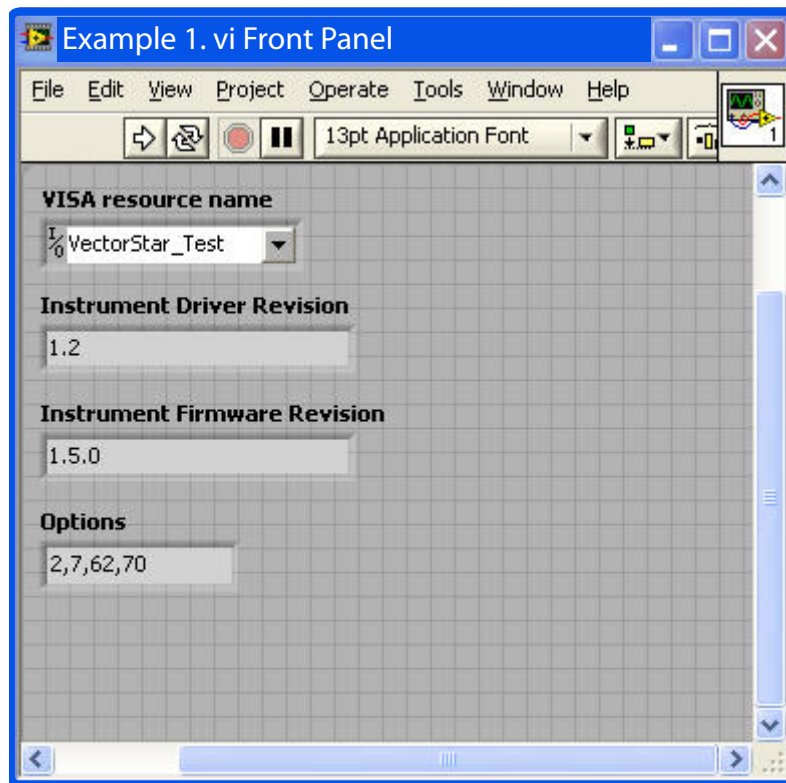 Example 1. vi Front Panel
File Edit View Project Operate Tools Window Help
13pt Application Font
1
VISA resource name
I/O VectorStar_Test
Instrument Driver Revision
1.2
Instrument Firmware Revision
1.5.0
Options
2,7,62,70